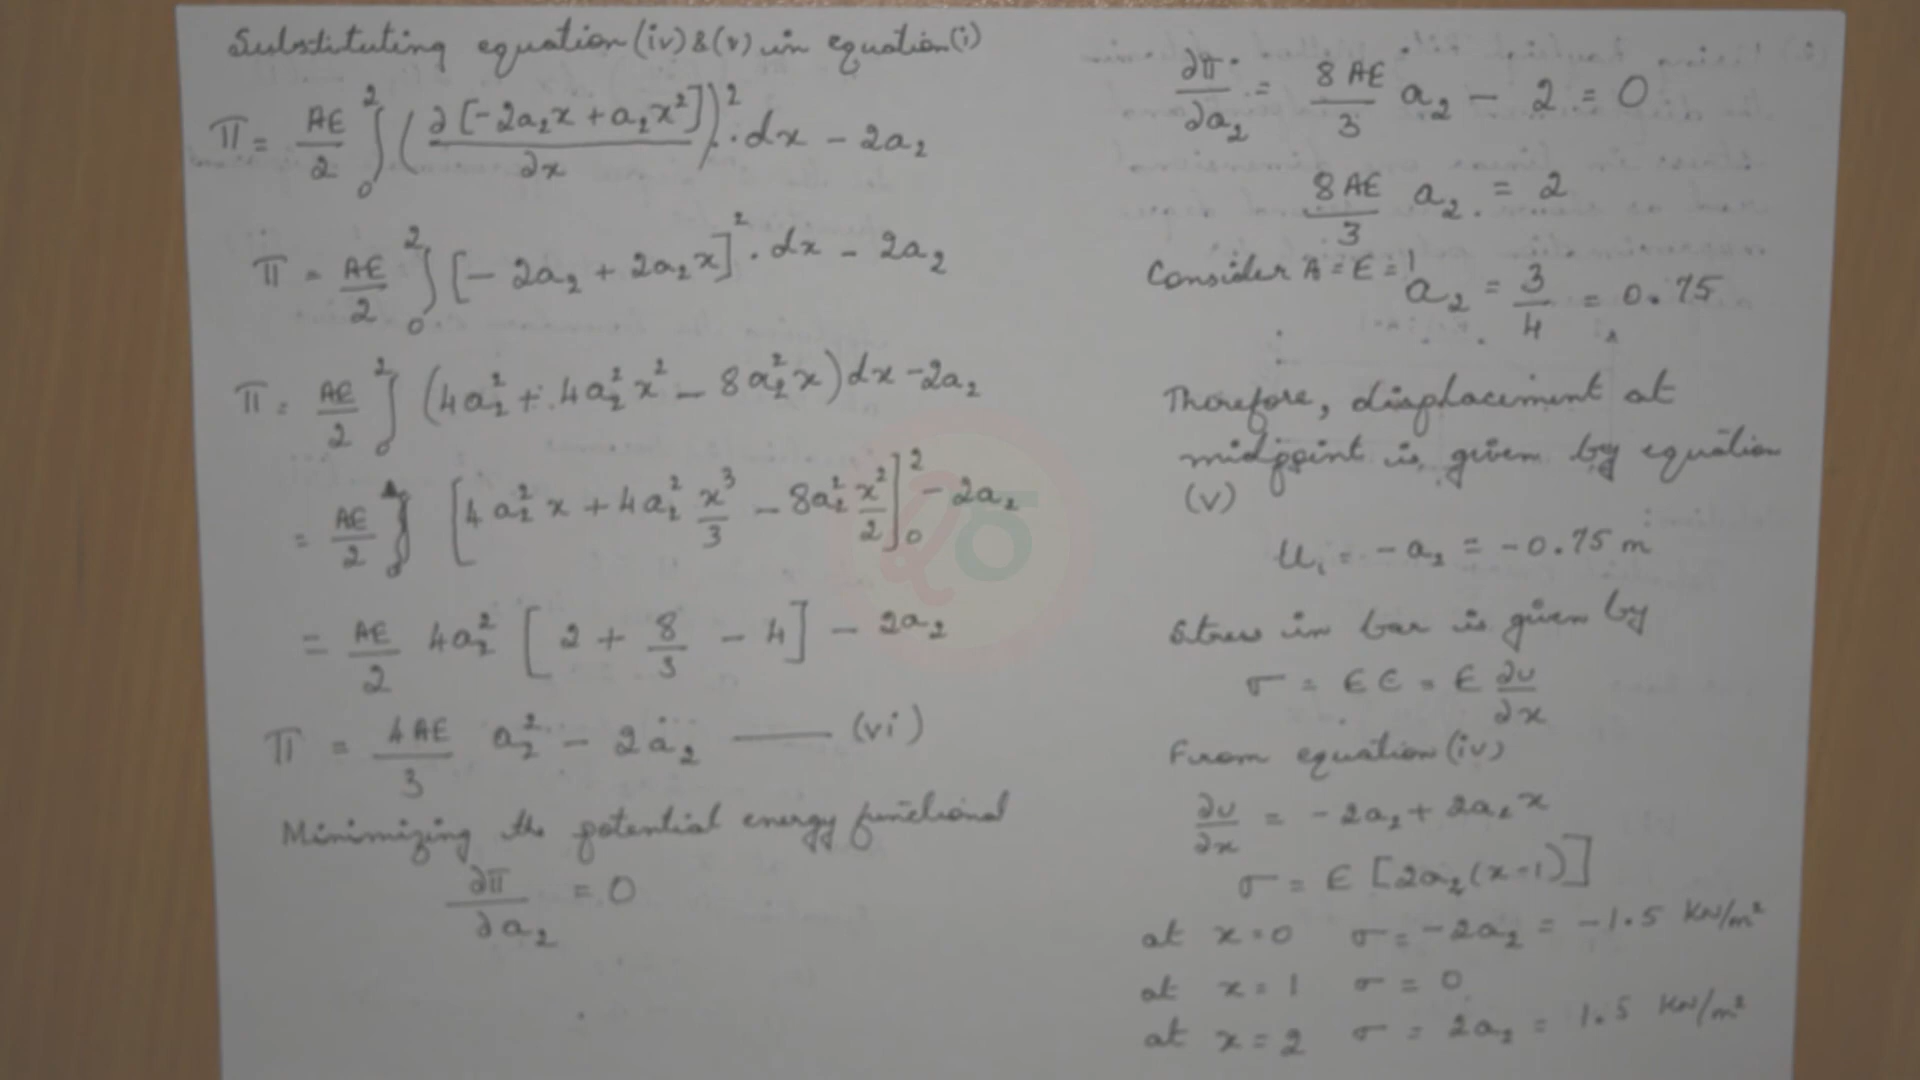 Substituting equation (iv) & (v) in equation (i)
π = AE/2 ∫₀² (∂[-2a₂x + a₂x²]/∂x)² . dx - 2a₂
π = AE/2 ∫₀² [- 2a₂ + 2a₂x]² . dx - 2a₂
π = AE/2 ∫₀² (4a₂² + 4a₂²x² - 8a₂²x) dx - 2a₂
= AE/2 [4a₂²x + 4a₂² x³/3 - 8a₂² x²/2]₀² - 2a₂
= AE/2 4a₂² [2 + 8/3 - 4] - 2a₂
π = 4AE/3 a₂² - 2a₂ —— (vi)
Minimizing the potential energy functional
∂π/∂a₂ = 0
∂π/∂a₂ = 8AE/3 a₂ - 2 = 0
8AE/3 a₂ = 2
Consider A = E = 1 a₂ = 3/4 = 0.75
Therefore, displacement at
midpoint is given by equation
(v)
u₁ = -a₂ = -0.75 m
Stress in bar is given by
σ = E ε = E ∂u/∂x
From equation (iv)
∂u/∂x = - 2a₂ + 2a₂x
σ = E [2a₂(x-1)]
at x = 0 σ = -2a₂ = -1.5 KN/m²
at x = 1 σ = 0
at x = 2 σ = 2a₂ = 1.5 KN/m²